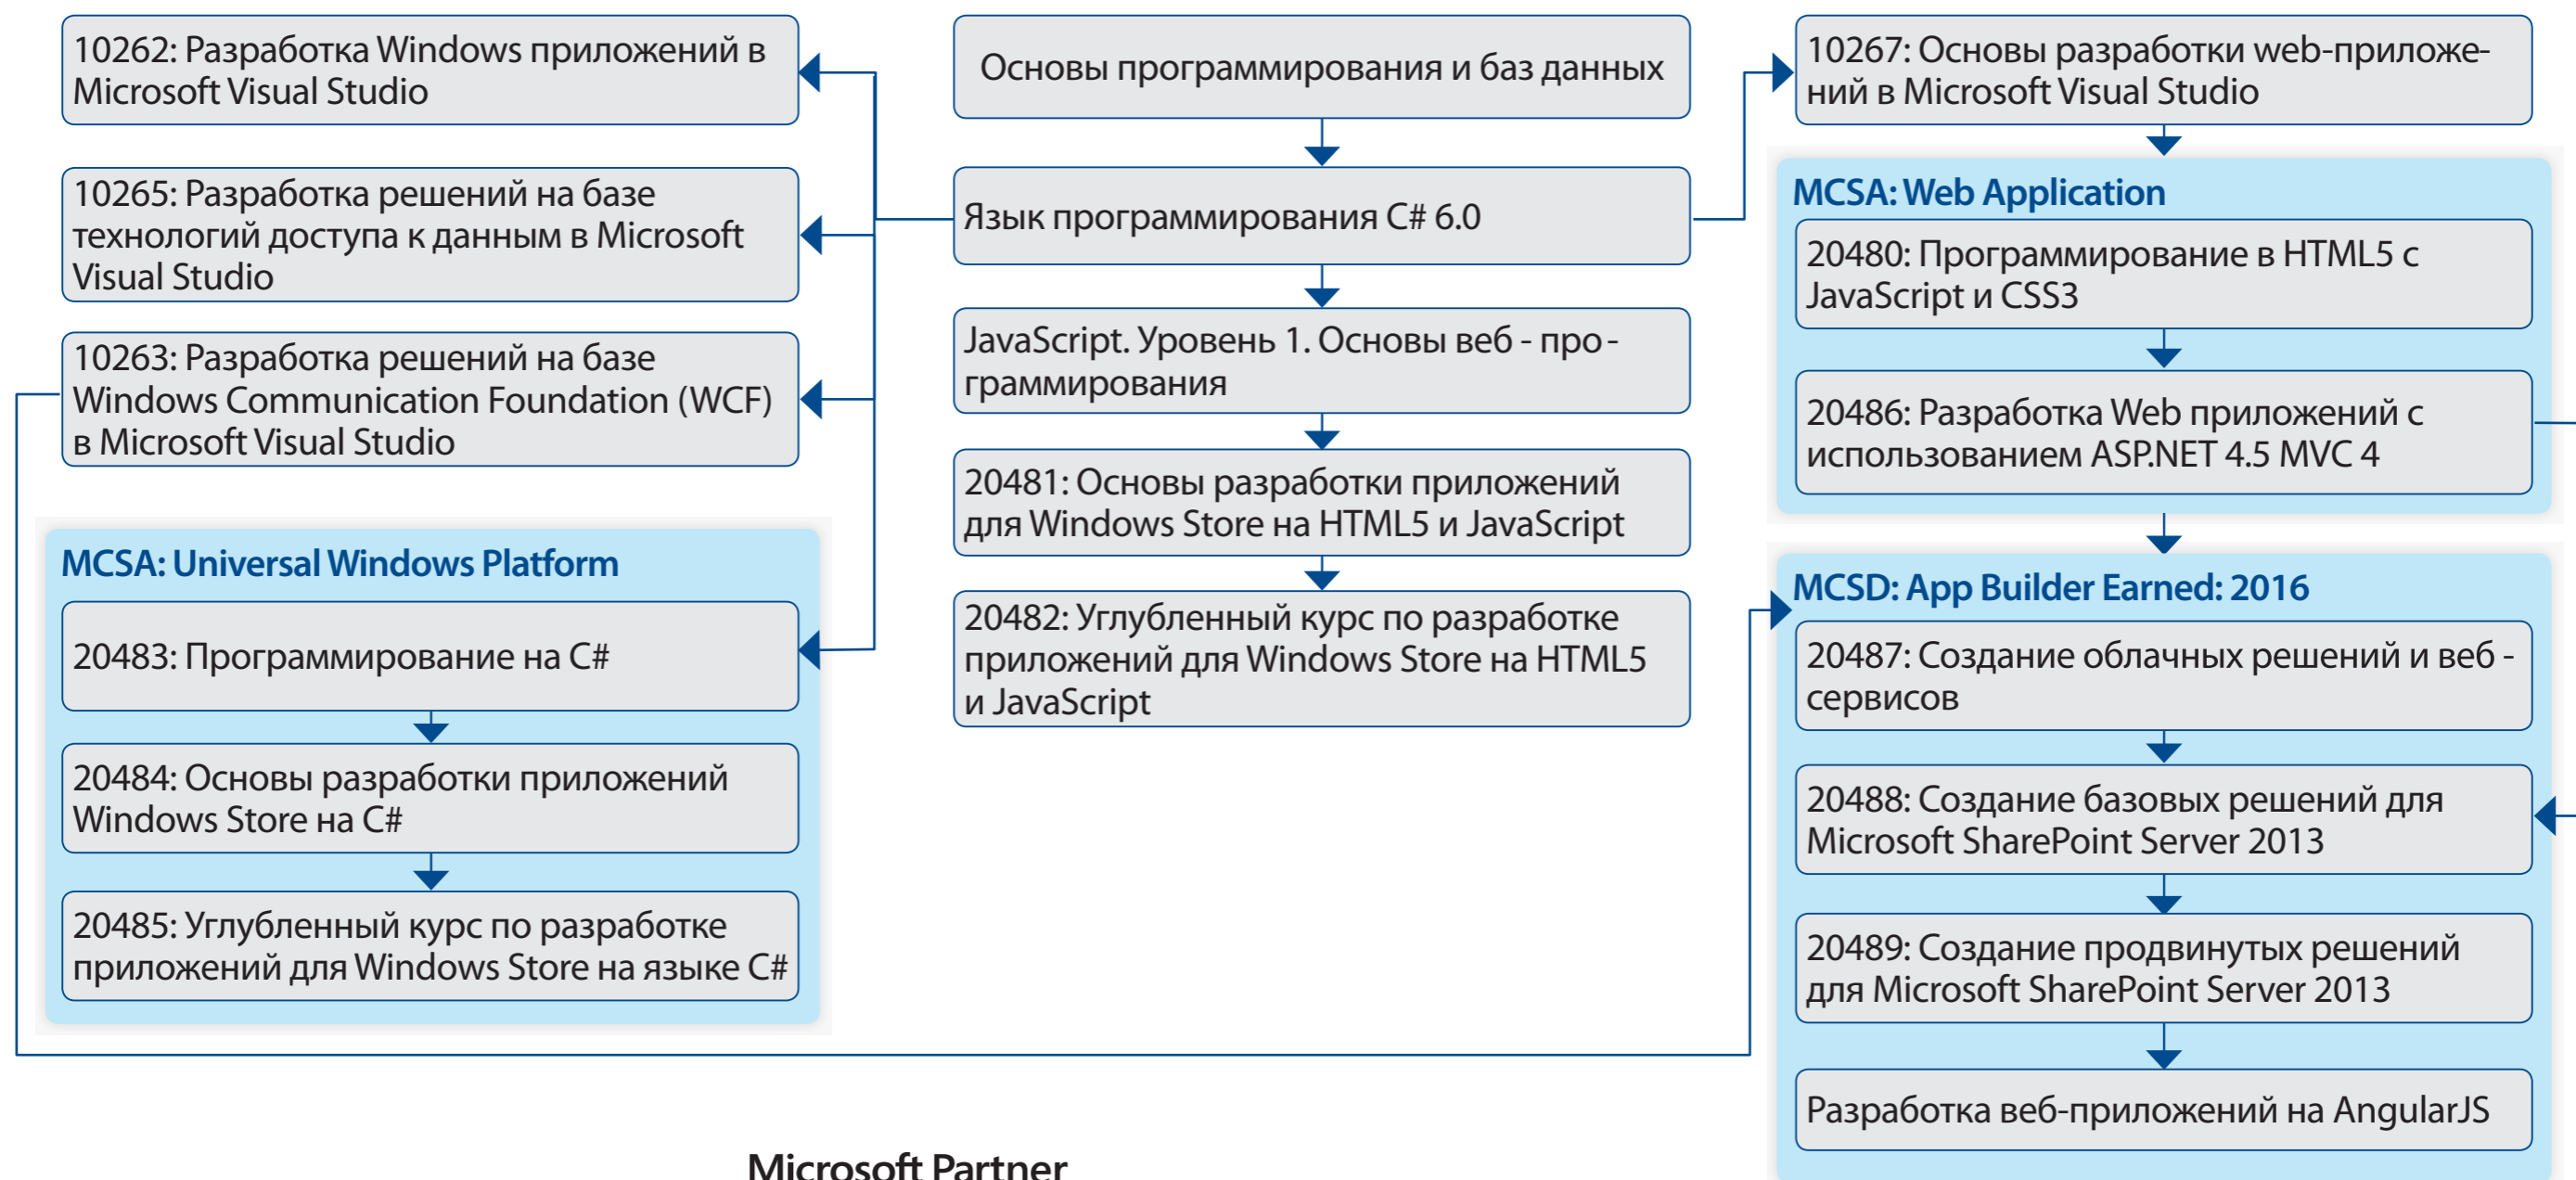 10262: Разработка Windows приложений в
Microsoft Visual Studio
10265: Разработка решений на базе
технологий доступа к данным в Microsoft
Visual Studio
10263: Разработка решений на базе
Windows Communication Foundation (WCF)
в Microsoft Visual Studio
MCSA: Universal Windows Platform
20483: Программирование на C#
20484: Основы разработки приложений
Windows Store на C#
20485: Углубленный курс по разработке
приложений для Windows Store на языке C#
Основы программирования и баз данных
Язык программирования C# 6.0
JavaScript. Уровень 1. Основы веб - про-
граммирования
20481: Основы разработки приложений
для Windows Store на HTML5 и JavaScript
20482: Углубленный курс по разработке
приложений для Windows Store на HTML5
и JavaScript
10267: Основы разработки web-приложе-
ний в Microsoft Visual Studio
MCSA: Web Application
20480: Программирование в HTML5 с
JavaScript и CSS3
20486: Разработка Web приложений с
использованием ASP.NET 4.5 MVC 4
MCSD: App Builder Earned: 2016
20487: Создание облачных решений и веб -
сервисов
20488: Создание базовых решений для
Microsoft SharePoint Server 2013
20489: Создание продвинутых решений
для Microsoft SharePoint Server 2013
Разработка веб-приложений на AngularJS
Microsoft Partner